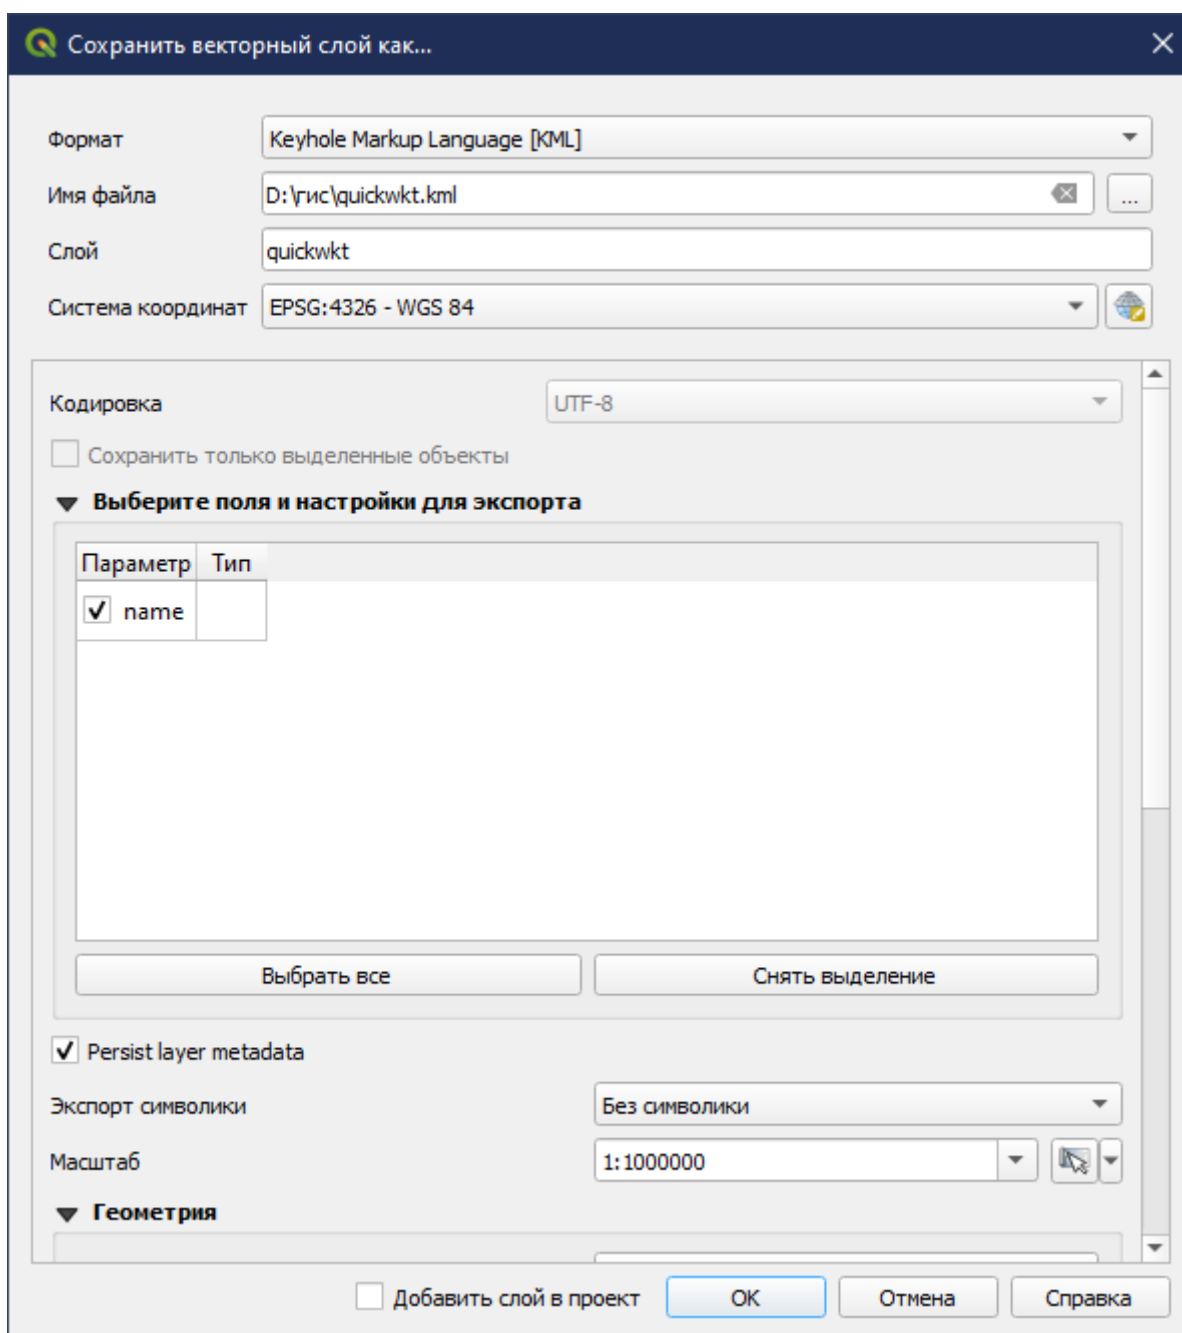 Сохранить векторный слой как...
Формат Keyhole Markup Language [KML]
Имя файла D:\гис\quickwkt.kml ...
Слой quickwkt
Система координат EPSG:4326 - WGS 84
Кодировка UTF-8
Сохранить только выделенные объекты
Выберите поля и настройки для экспорта
Параметр Тип
name
Выбрать все Снять выделение
Persist layer metadata
Экспорт символики Без символики
Масштаб 1:1000000
Геометрия
Добавить слой в проект OK Отмена Справка